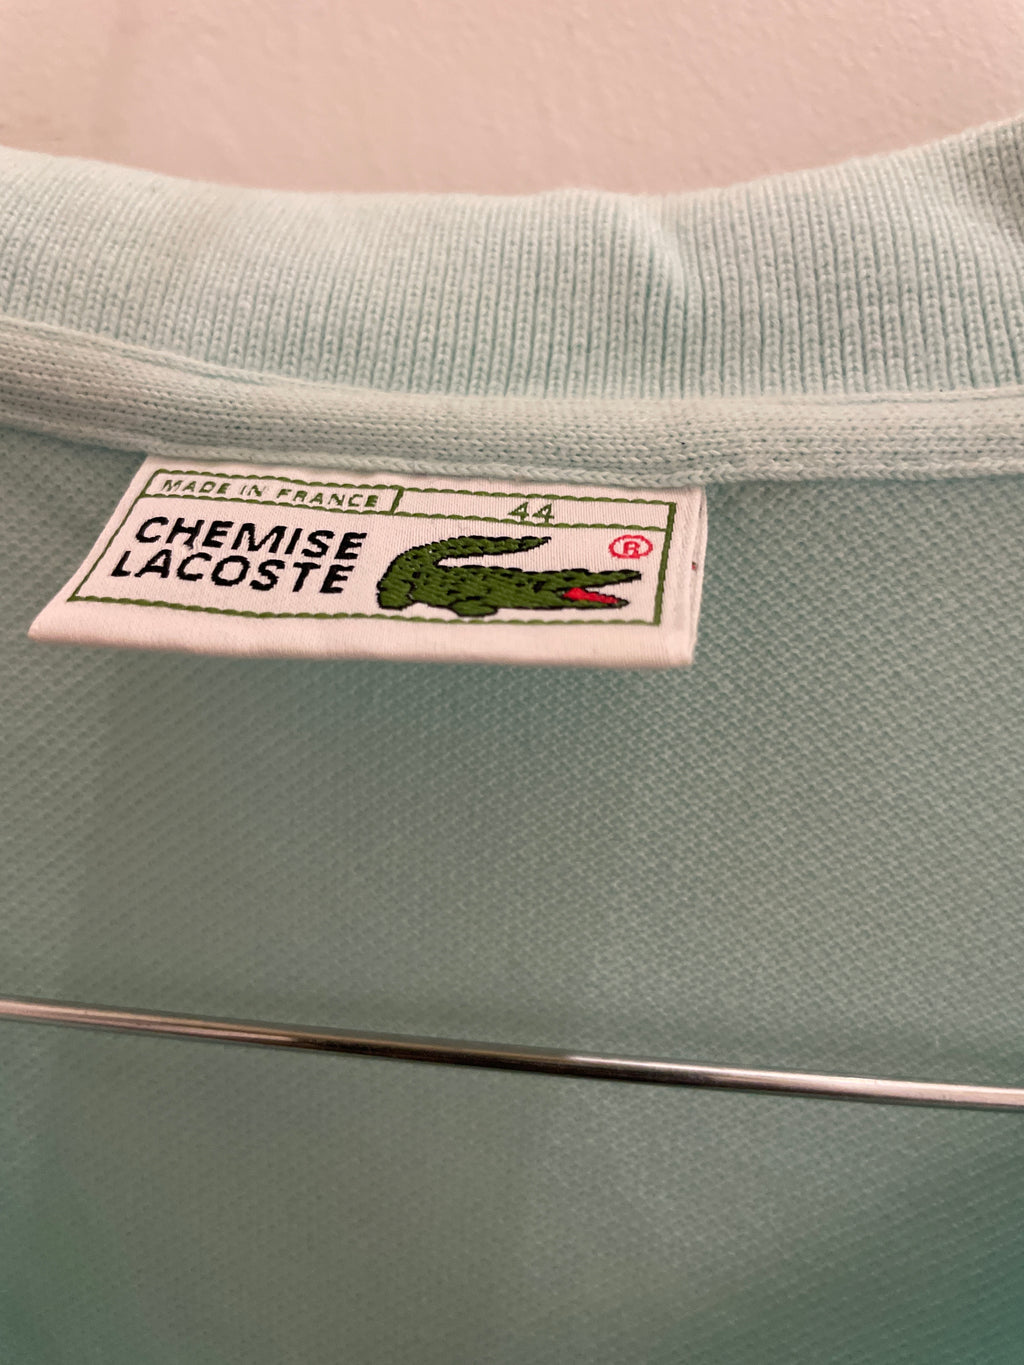 MADE IN FRANCE
44
CHEMISE
LACOSTE
®